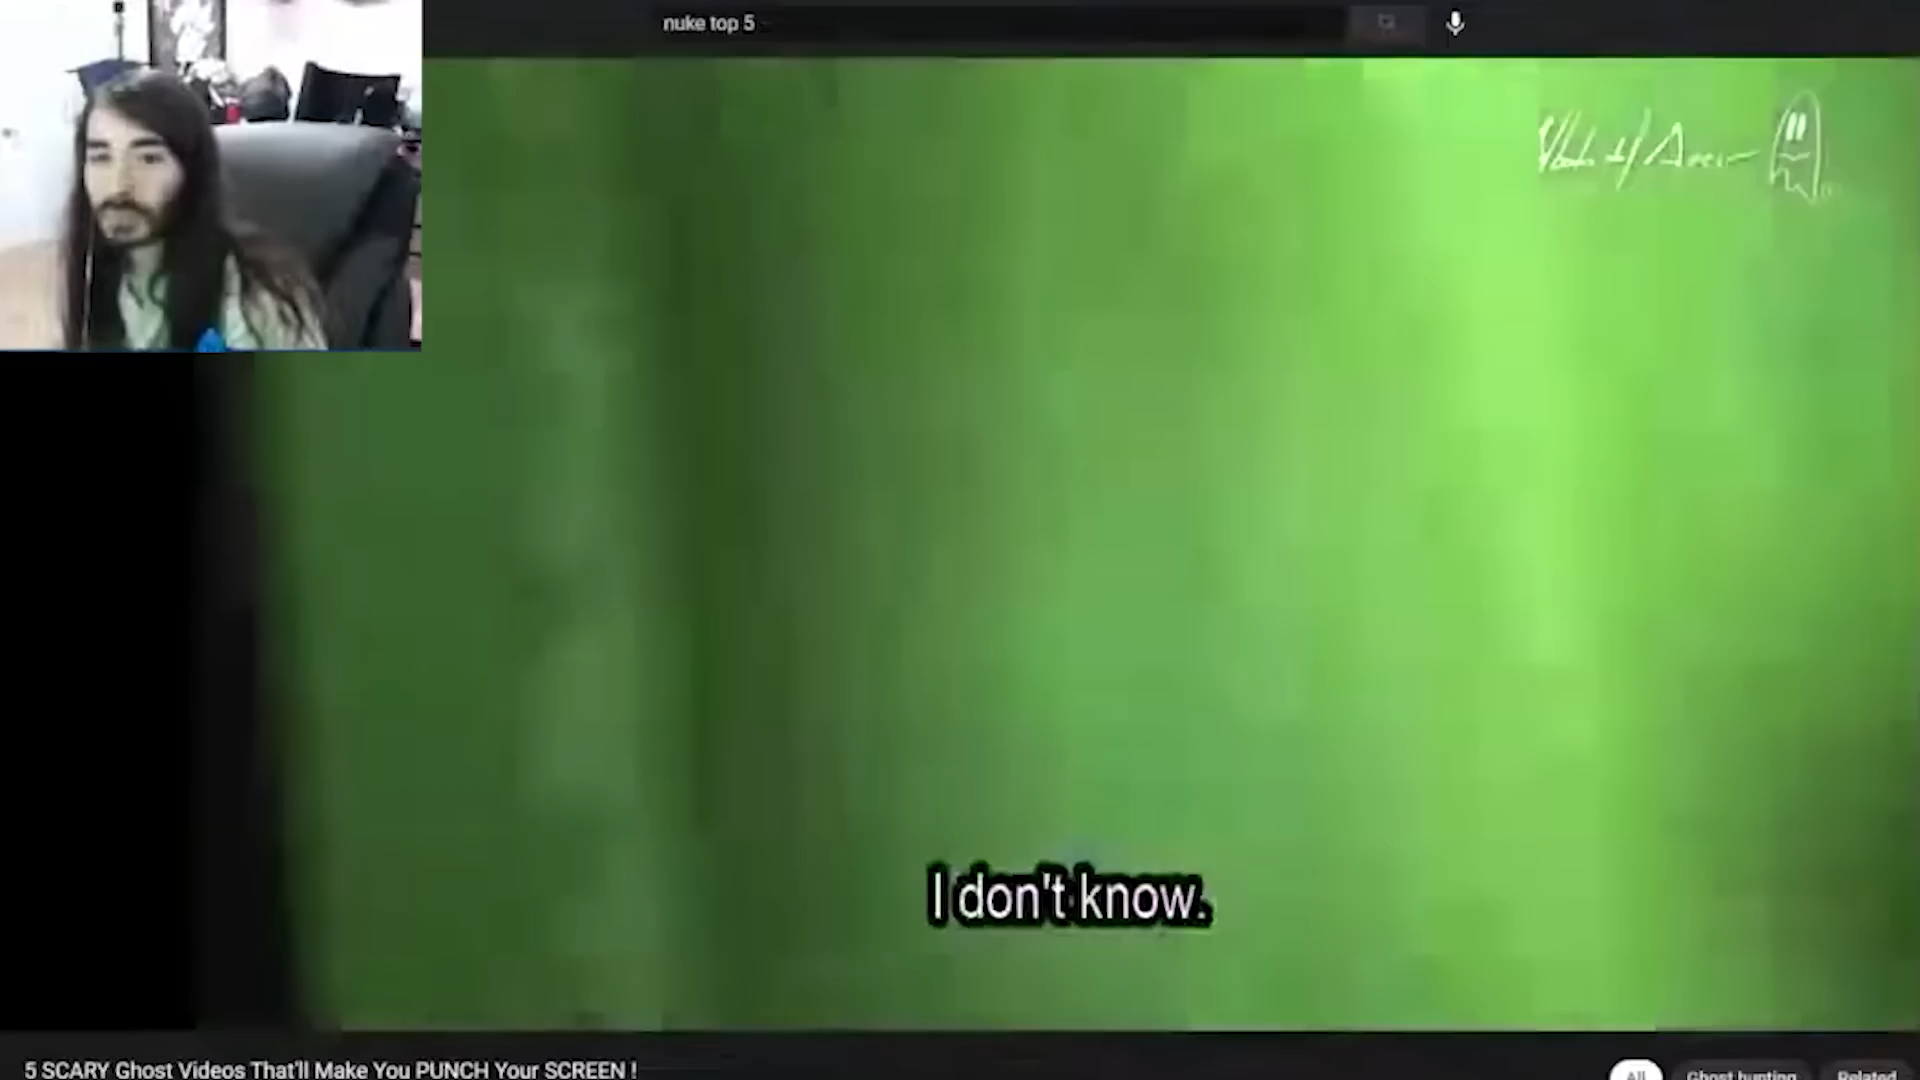 nuke top 5
I don't know.
5 SCARY Ghost Videos That'll Make You PUNCH Your SCREEN !
All
Ghost hunting
Related